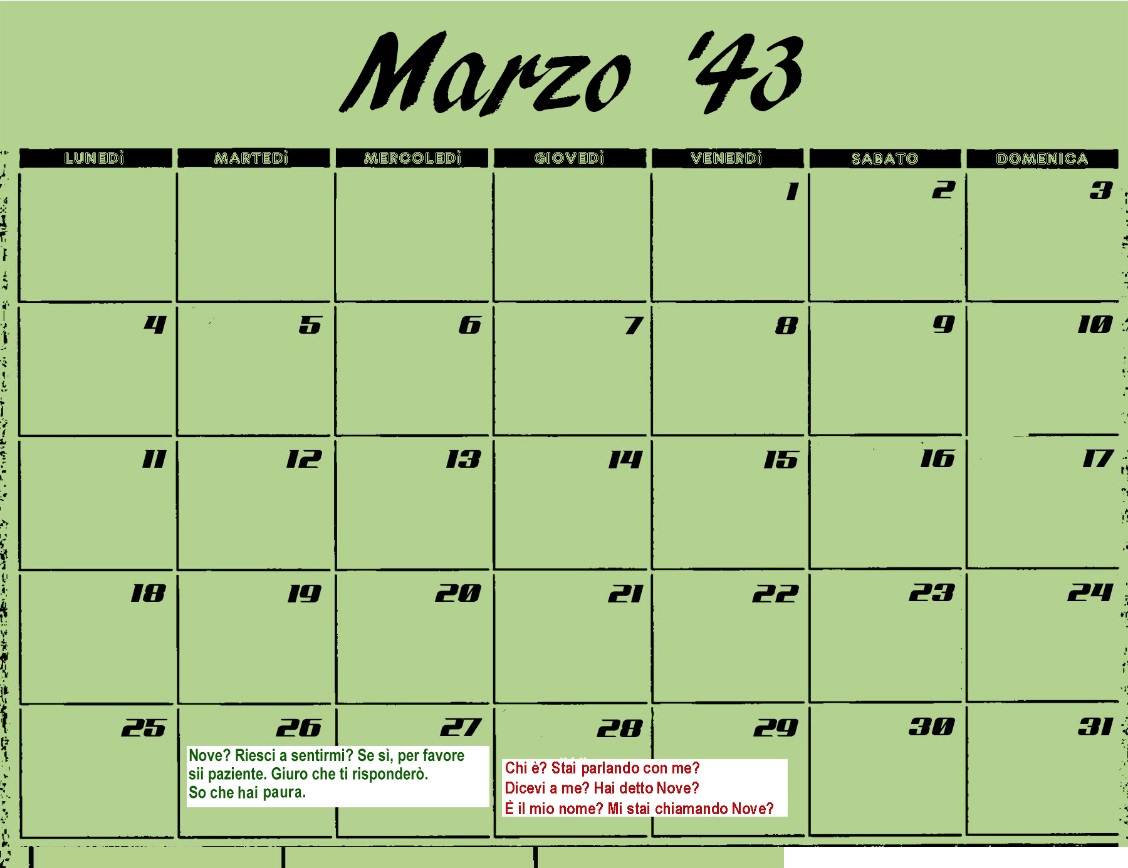 Marzo '43
LUNEDÌ MARTEDÌ MERCOLEDÌ GIOVEDÌ VENERDÌ SABATO DOMENICA
1 2 3
4 5 6 7 8 9 10
11 12 13 14 15 16 17
18 19 20 21 22 23 24
25 26 27 28 29 30 31
Nove? Riesci a sentirmi? Se sì, per favore
sii paziente. Giuro che ti risponderò.
So che hai paura.
Chi è? Stai parlando con me?
Dicevi a me? Hai detto Nove?
È il mio nome? Mi stai chiamando Nove?